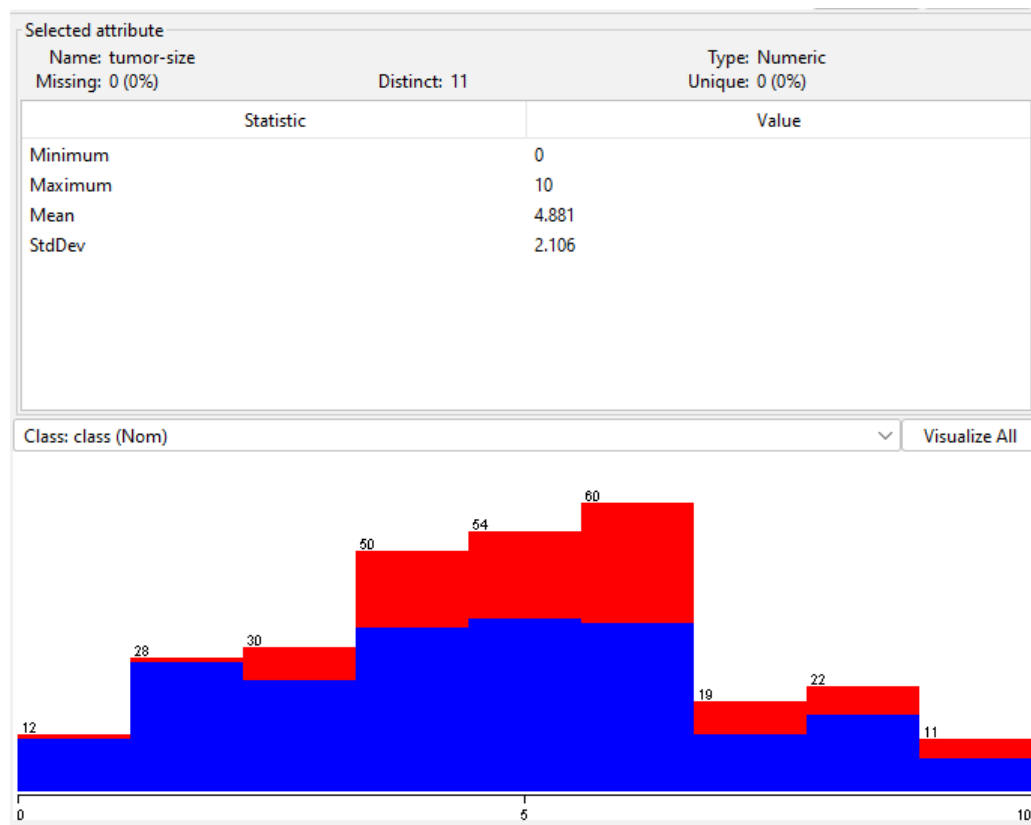 Selected attribute
Name: tumor-size Type: Numeric
Missing: 0 (0%) Distinct: 11 Unique: 0 (0%)
Statistic Value
Minimum 0
Maximum 10
Mean 4.881
StdDev 2.106
Class: class (Nom) Visualize All
60
54
50
30
28
22
19
12
11
0 5 10